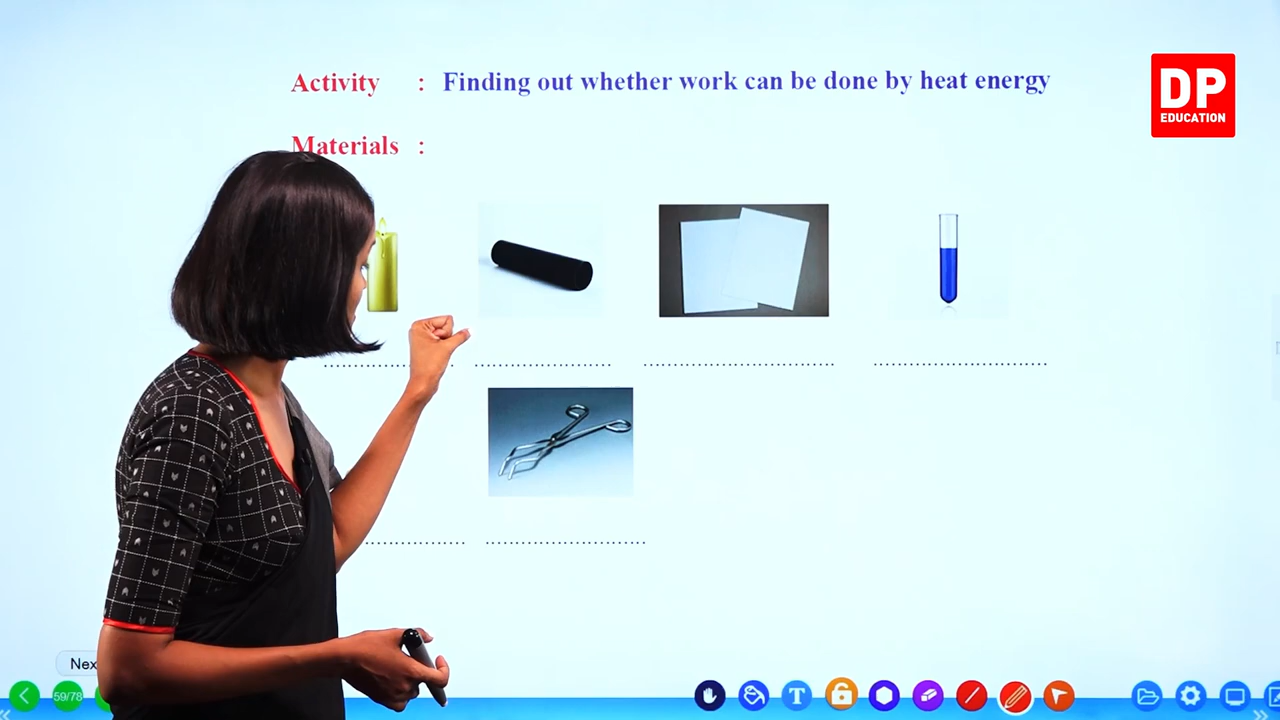 Activity : Finding out whether work can be done by heat energy
DP
EDUCATION
Materials :
Nex
59/78
T